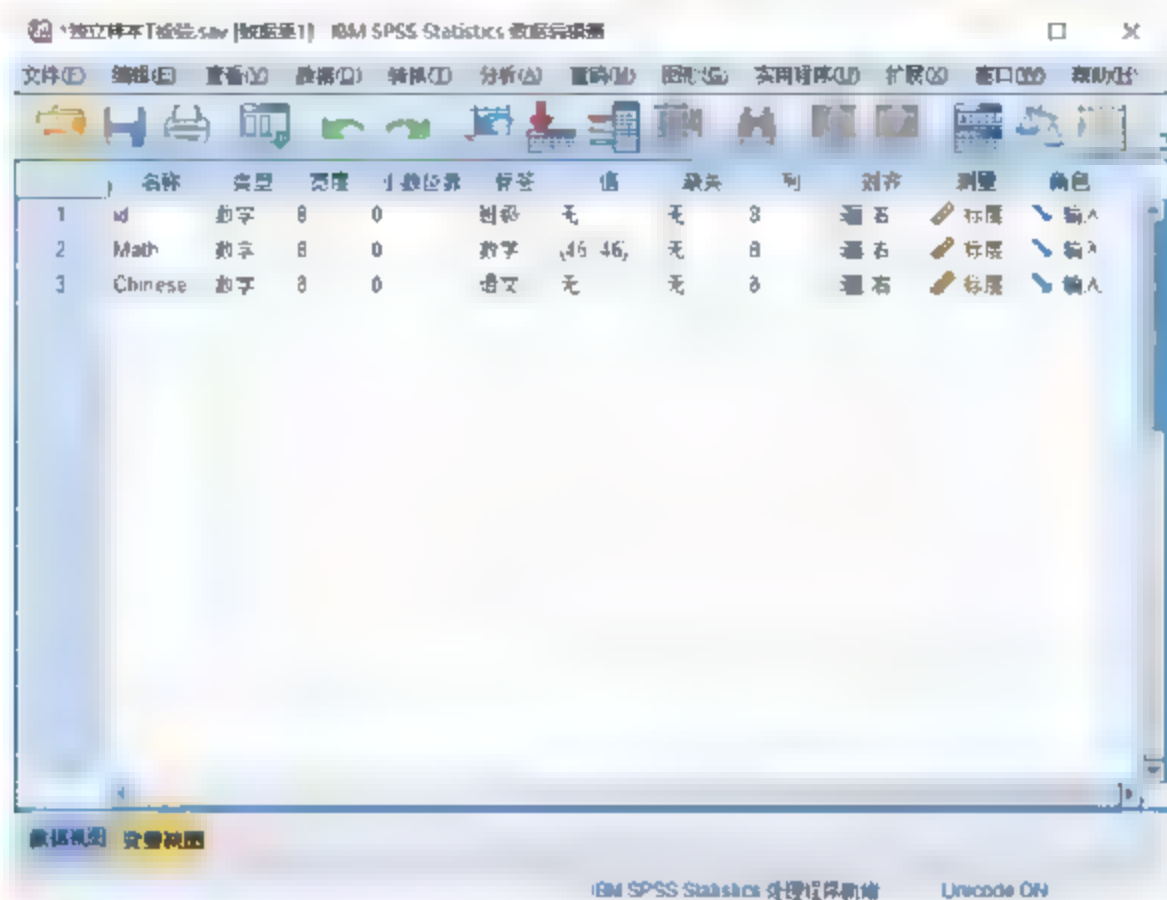 *独立样本T检验.sav [数据集1] - IBM SPSS Statistics 数据编辑器
文件(F) 编辑(E) 查看(V) 数据(D) 转换(T) 分析(A) 直销(M) 图形(G) 实用程序(U) 扩展(X) 窗口(W) 帮助(H)
名称 类型 宽度 小数位数 标签 值 缺失 列 对齐 测量 角色
1 id 数字 8 0 无 无 8 右 标度 输入
2 Math 数字 8 0 数学 无 8 右 标度 输入
3 Chinese 数字 8 0 语文 无 无 8 右 标度 输入
数据视图 变量视图
IBM SPSS Statistics 处理程序就绪 Unicode:ON